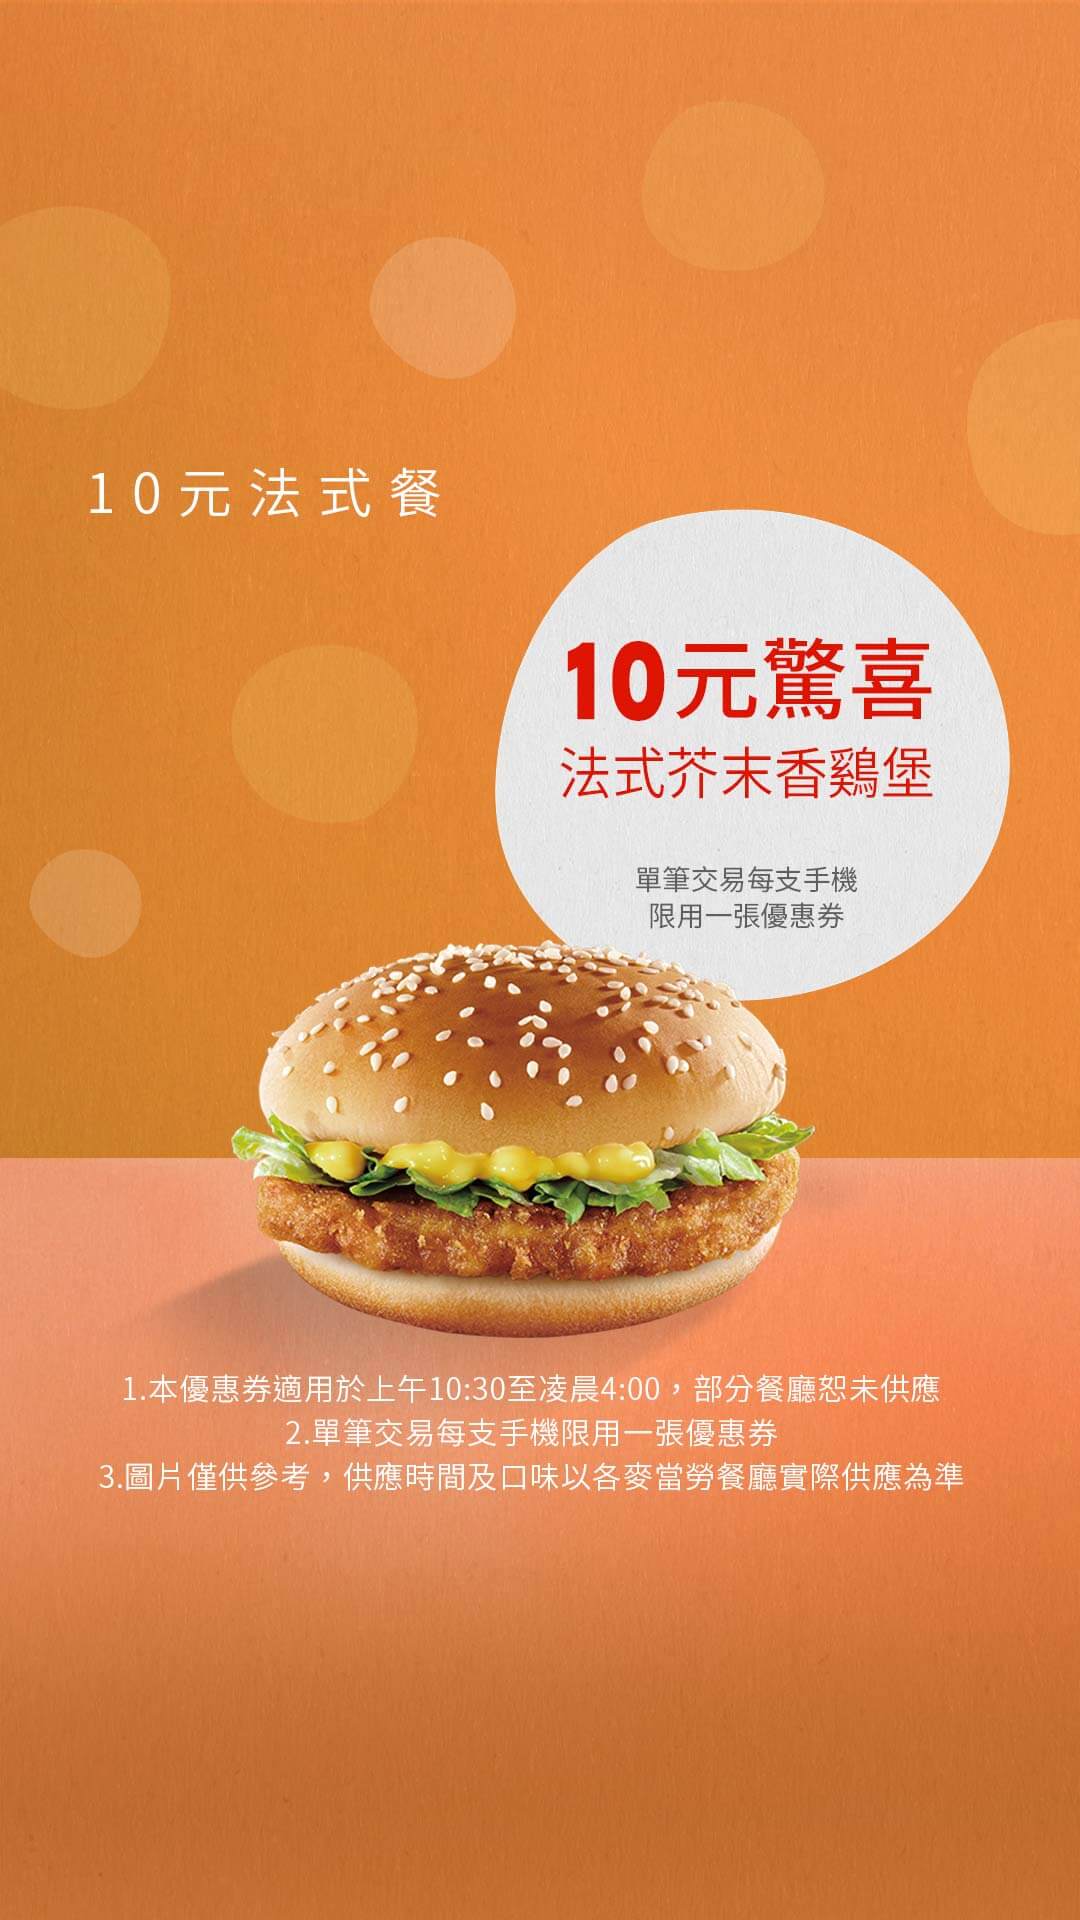 10元法式餐
10元驚喜
法式芥末香鷄堡
單筆交易每支手機
限用一張優惠券
1.本優惠券適用於上午10:30至凌晨4:00，部分餐廳恕未供應
2.單筆交易每支手機限用一張優惠券
3.圖片僅供參考，供應時間及口味以各麥當勞餐廳實際供應為準